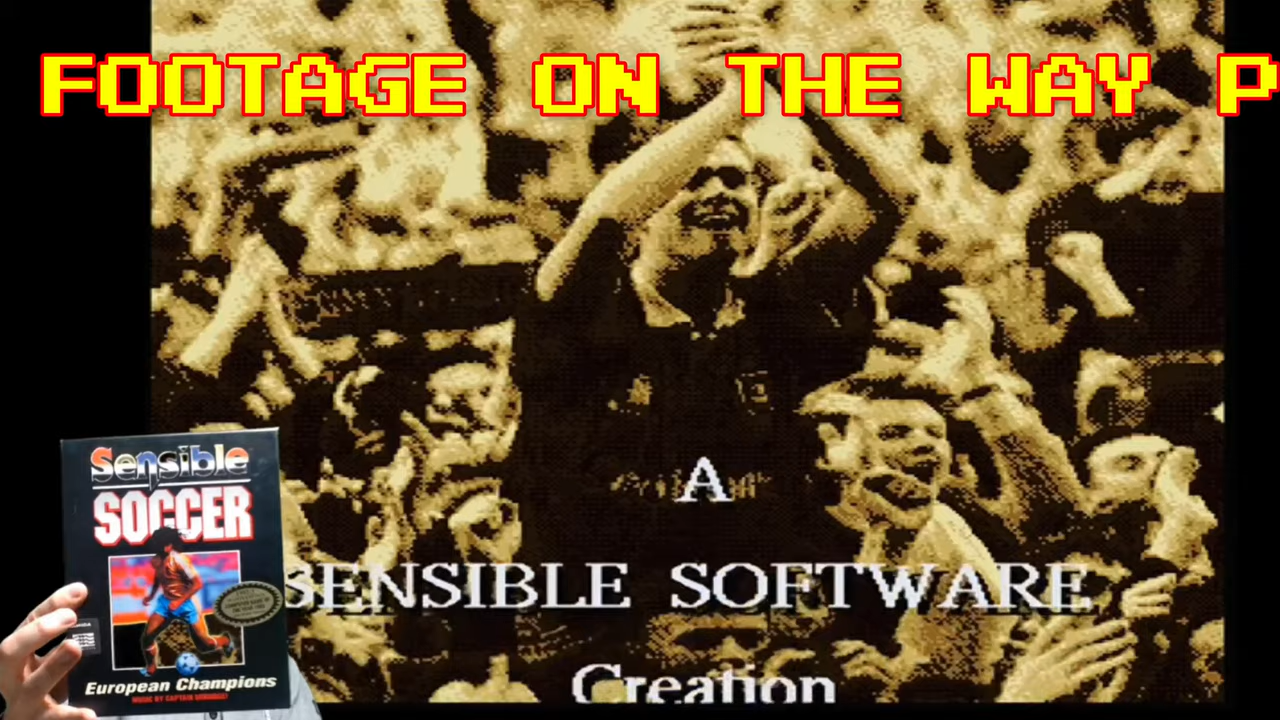 FOOTAGE ON THE WAY P
A
SENSIBLE SOFTWARE
Creation
Sensible
SOCCER
European Champions